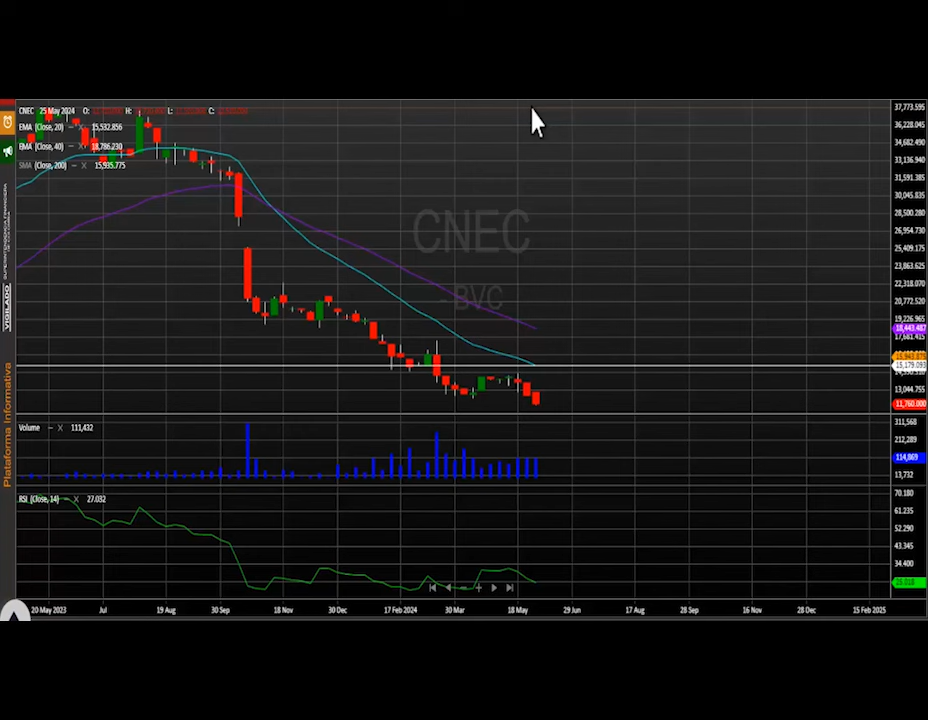 CNEC 25 May 2024 O: H: L: C:
EMA (Close, 20) – X 15,532.856
EMA (Close, 40) – X 18,786.230
SMA (Close, 200) – X 15,935.775
CNEC
- BVC
37,773.595
36,228.045
34,682.490
33,136.940
31,591.385
30,045.835
28,500.280
26,954.730
25,409.175
23,863.625
22,318.070
20,772.520
19,226.965
18,443.487
17,681.415
15,179.093
13,044.755
11,760.000
Volume – X 111,432
311,568
212,289
114,869
13,732
RSI (Close, 14) – X 27.032
70.180
61.235
52.290
43.345
34.400
20 May 2023 Jul 19 Aug 30 Sep 18 Nov 30 Dec 17 Feb 2024 30 Mar 18 May 29 Jun 17 Aug 28 Sep 16 Nov 28 Dec 15 Feb 2025
VIGILADO
SUPERINTENDENCIA FINANCIERA
Plataforma informativa